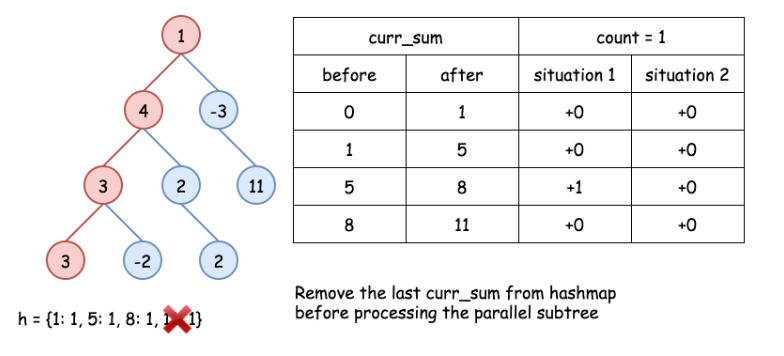 1
4
-3
3
2
11
3
-2
2
h = {1: 1, 5: 1, 8: 1, 1 1}
curr_sum count = 1
before after situation 1 situation 2
0 1 +0 +0
1 5 +0 +0
5 8 +1 +0
8 11 +0 +0
Remove the last curr_sum from hashmap
before processing the parallel subtree